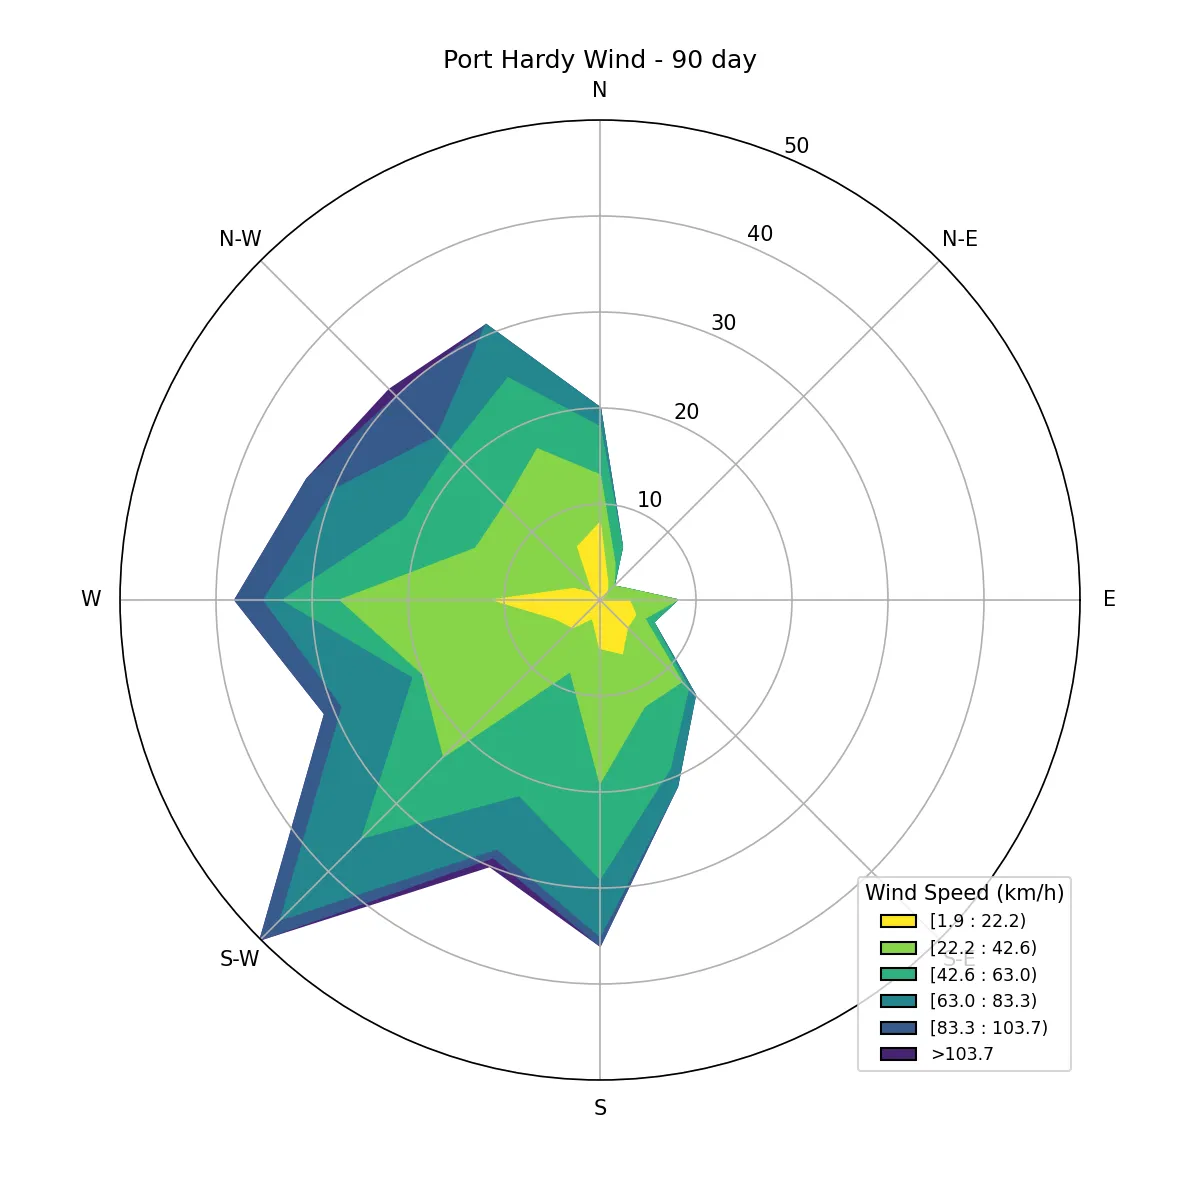 Port Hardy Wind - 90 day
N
50
40
N-W
N-E
30
20
10
W
E
S-W
S-E
Wind Speed (km/h)
[1.9 : 22.2)
[22.2 : 42.6)
[42.6 : 63.0)
[63.0 : 83.3)
[83.3 : 103.7)
>103.7
S